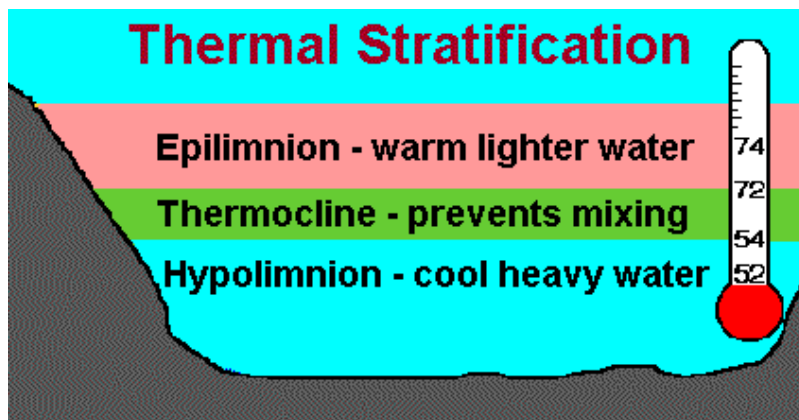 Thermal Stratification
Epilimnion - warm lighter water
74
72
Thermocline - prevents mixing
54
Hypolimnion - cool heavy water
52